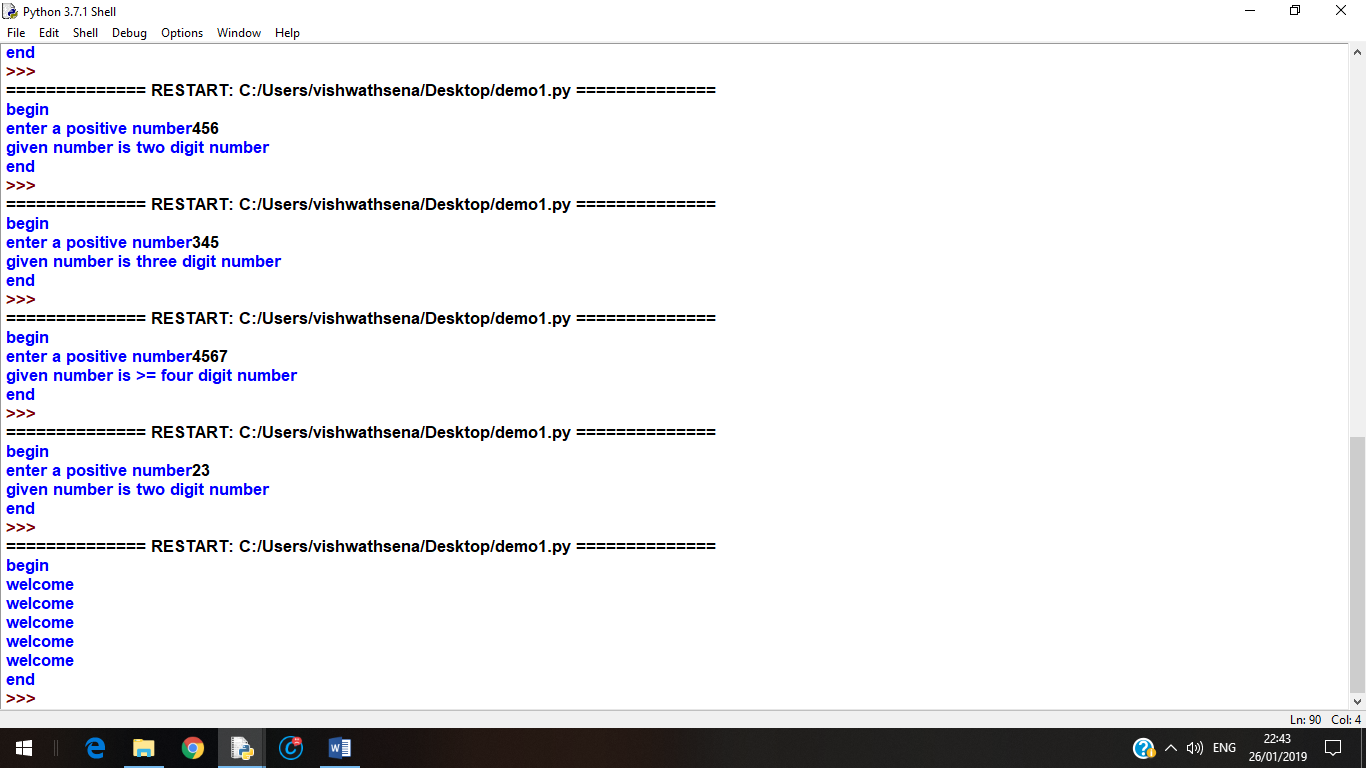 Python 3.7.1 Shell
File Edit Shell Debug Options Window Help
end
>>>
============== RESTART: C:/Users/vishwathsena/Desktop/demo1.py ==============
begin
enter a positive number456
given number is two digit number
end
>>>
============== RESTART: C:/Users/vishwathsena/Desktop/demo1.py ==============
begin
enter a positive number345
given number is three digit number
end
>>>
============== RESTART: C:/Users/vishwathsena/Desktop/demo1.py ==============
begin
enter a positive number4567
given number is >= four digit number
end
>>>
============== RESTART: C:/Users/vishwathsena/Desktop/demo1.py ==============
begin
enter a positive number23
given number is two digit number
end
>>>
============== RESTART: C:/Users/vishwathsena/Desktop/demo1.py ==============
begin
welcome
welcome
welcome
welcome
welcome
end
>>>
Ln: 90 Col: 4
ENG
22:43
26/01/2019